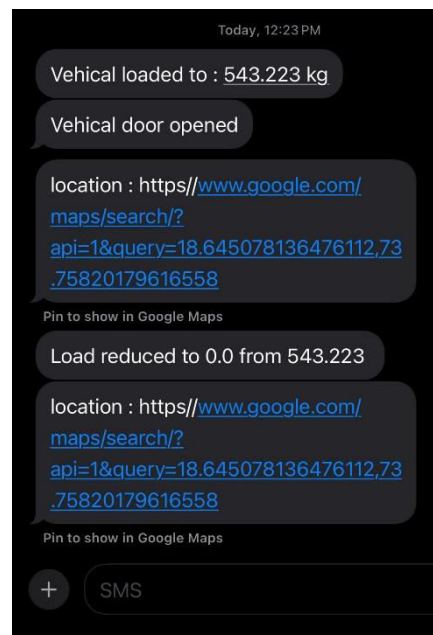 Today, 12:23 PM
Vehical loaded to : 543.223 kg
Vehical door opened
location : https//www.google.com/
maps/search/?
api=1&query=18.645078136476112,73
.75820179616558
Pin to show in Google Maps
Load reduced to 0.0 from 543.223
location : https//www.google.com/
maps/search/?
api=1&query=18.645078136476112,73
.75820179616558
Pin to show in Google Maps
+ SMS